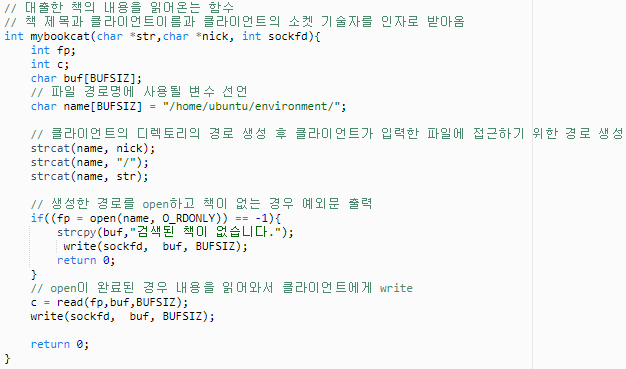 // 대출한 책의 내용을 읽어오는 함수
// 책 제목과 클라이언트이름과 클라이언트의 소켓 기술자를 인자로 받아옴
int mybookcat(char *str,char *nick, int sockfd){
    int fp;
    int c;
    char buf[BUFSIZ];
    // 파일 경로명에 사용될 변수 선언
    char name[BUFSIZ] = "/home/ubuntu/environment/";

    // 클라이언트의 디렉토리의 경로 생성 후 클라이언트가 입력한 파일에 접근하기 위한 경로 생성
    strcat(name, nick);
    strcat(name, "/");
    strcat(name, str);

    // 생성한 경로를 open하고 책이 없는 경우 예외문 출력
    if((fp = open(name, O_RDONLY)) == -1){
        strcpy(buf,"검색된 책이 없습니다.");
         write(sockfd,  buf, BUFSIZ);
        return 0;
    }
    // open이 완료된 경우 내용을 읽어와서 클라이언트에게 write
    c = read(fp,buf,BUFSIZ);
    write(sockfd,  buf, BUFSIZ);

    return 0;
}